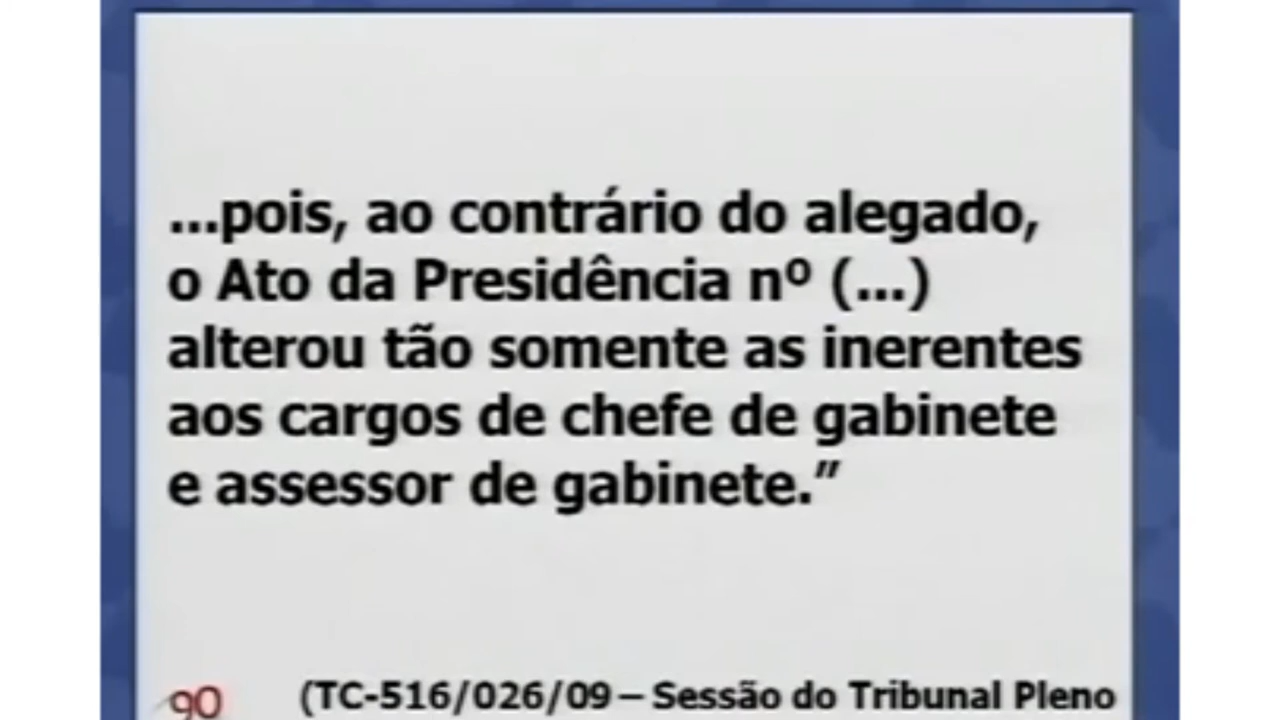 ...pois, ao contrário do alegado,
o Ato da Presidência nº (...)
alterou tão somente as inerentes
aos cargos de chefe de gabinete
e assessor de gabinete.”
90 (TC-516/026/09 – Sessão do Tribunal Pleno